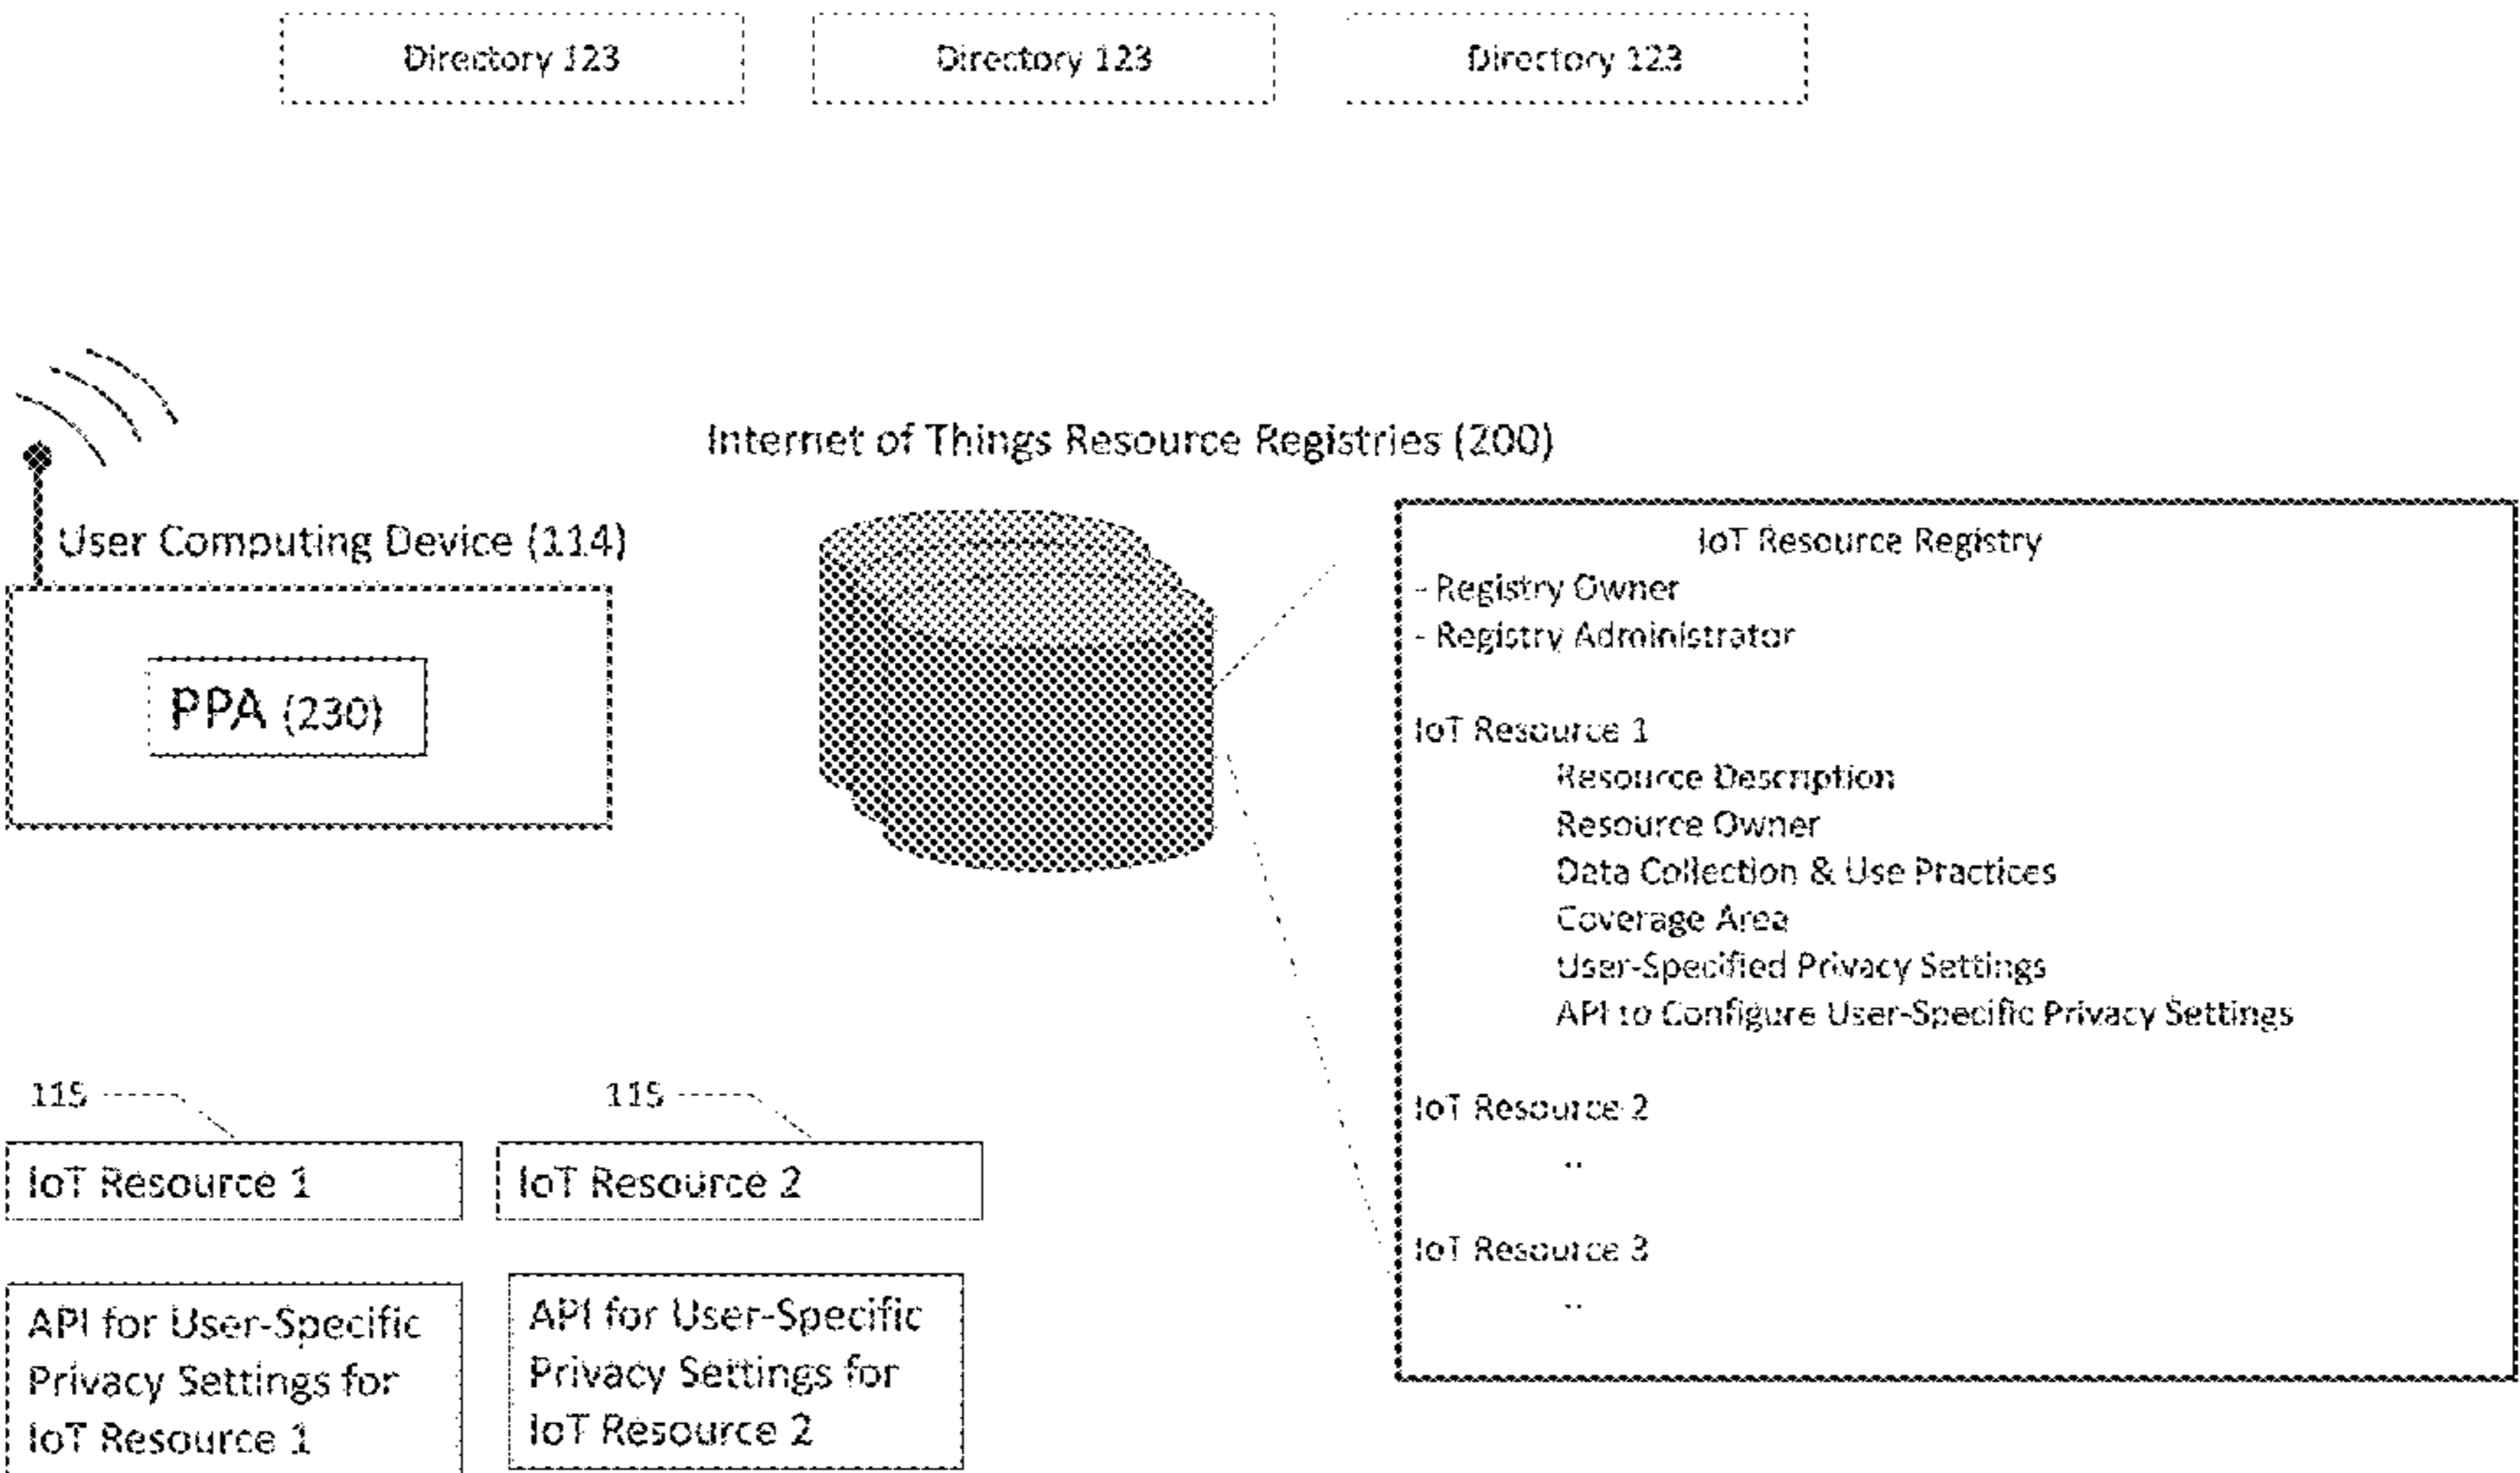 Directory 123
Directory 123
Directory 123
Internet of Things Resource Registries (200)
User Computing Device (114)
PPA (230)
IoT Resource Registry
- Registry Owner
- Registry Administrator
IoT Resource 1
Resource Description
Resource Owner
Data Collection & Use Practices
Coverage Area
User-Specified Privacy Settings
API to Configure User-Specific Privacy Settings
IoT Resource 2
..
IoT Resource 3
..
115
115
IoT Resource 1
IoT Resource 2
API for User-Specific
Privacy Settings for
IoT Resource 1
API for User-Specific
Privacy Settings for
IoT Resource 2